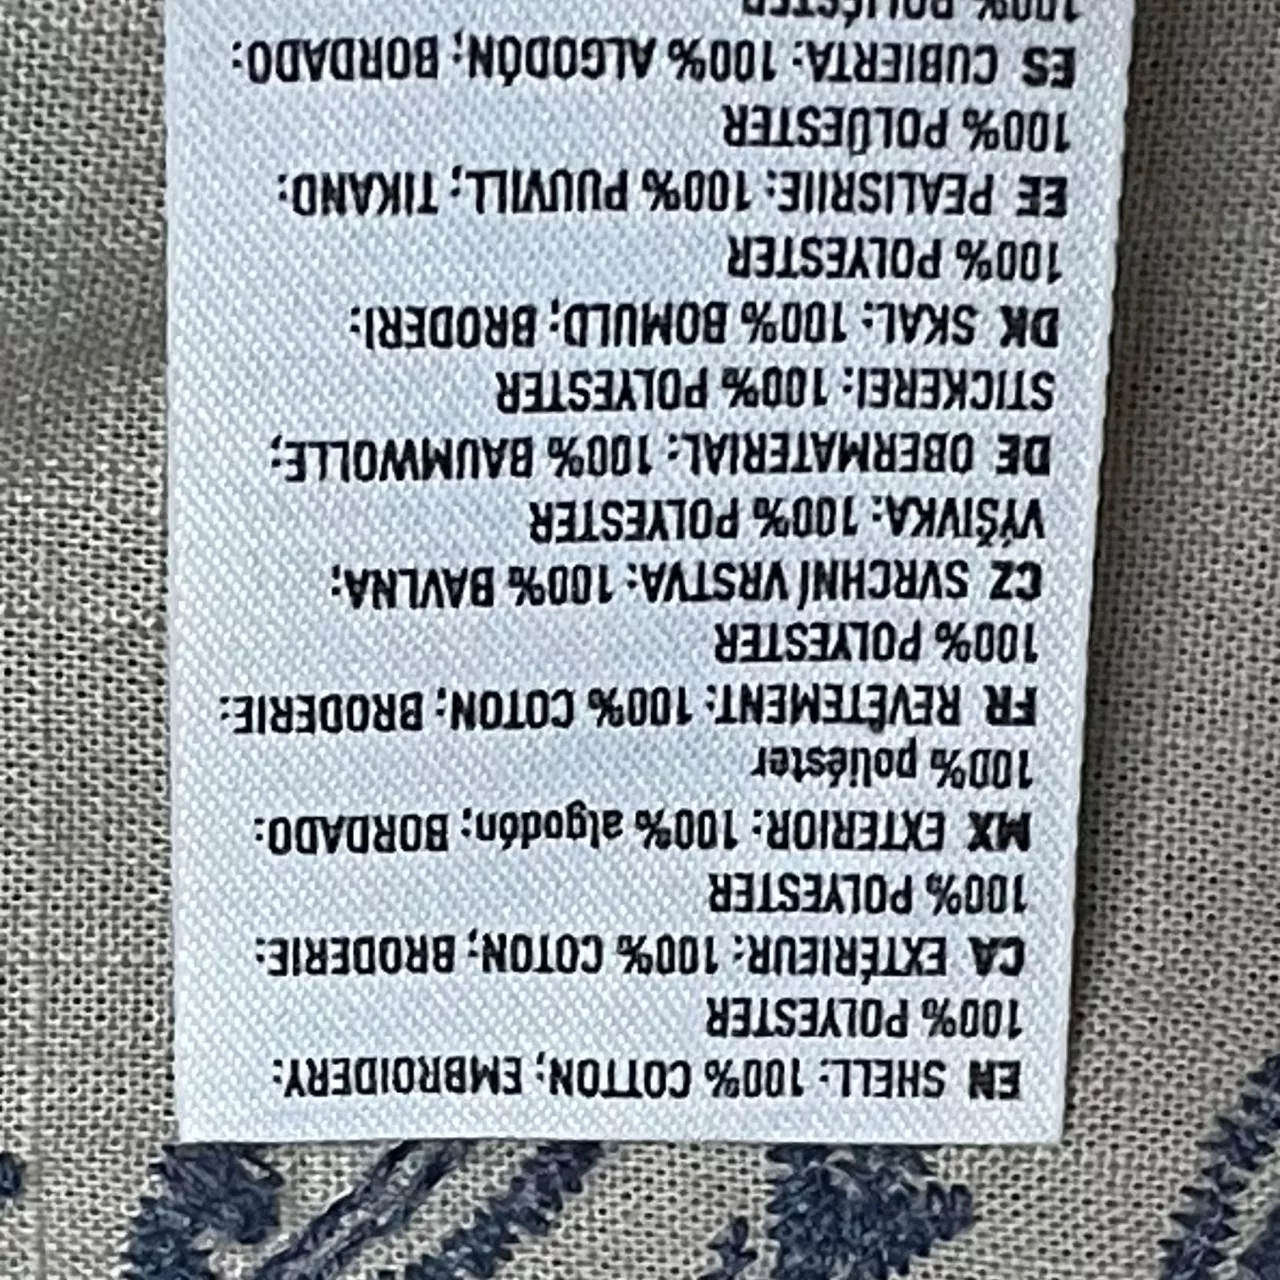 EN SHELL: 100% COTTON; EMBROIDERY:
100% POLYESTER
CA EXTÉRIEUR: 100% COTON; BRODERIE:
100% POLYESTER
MX EXTERIOR: 100% algodón; BORDADO:
100% poliéster
FR REVÊTEMENT: 100% COTON; BRODERIE:
100% POLYESTER
CZ SVRCHNÍ VRSTVA: 100% BAVLNA;
VÝŠIVKA: 100% POLYESTER
DE OBERMATERIAL: 100% BAUMWOLLE;
STICKEREI: 100% POLYESTER
DK SKAL: 100% BOMULD; BRODERI:
100% POLYESTER
EE PEALISRIIE: 100% PUUVILL; TIKAND:
100% POLÜESTER
ES CUBIERTA: 100% ALGODÓN; BORDADO:
100% POLIÉSTER